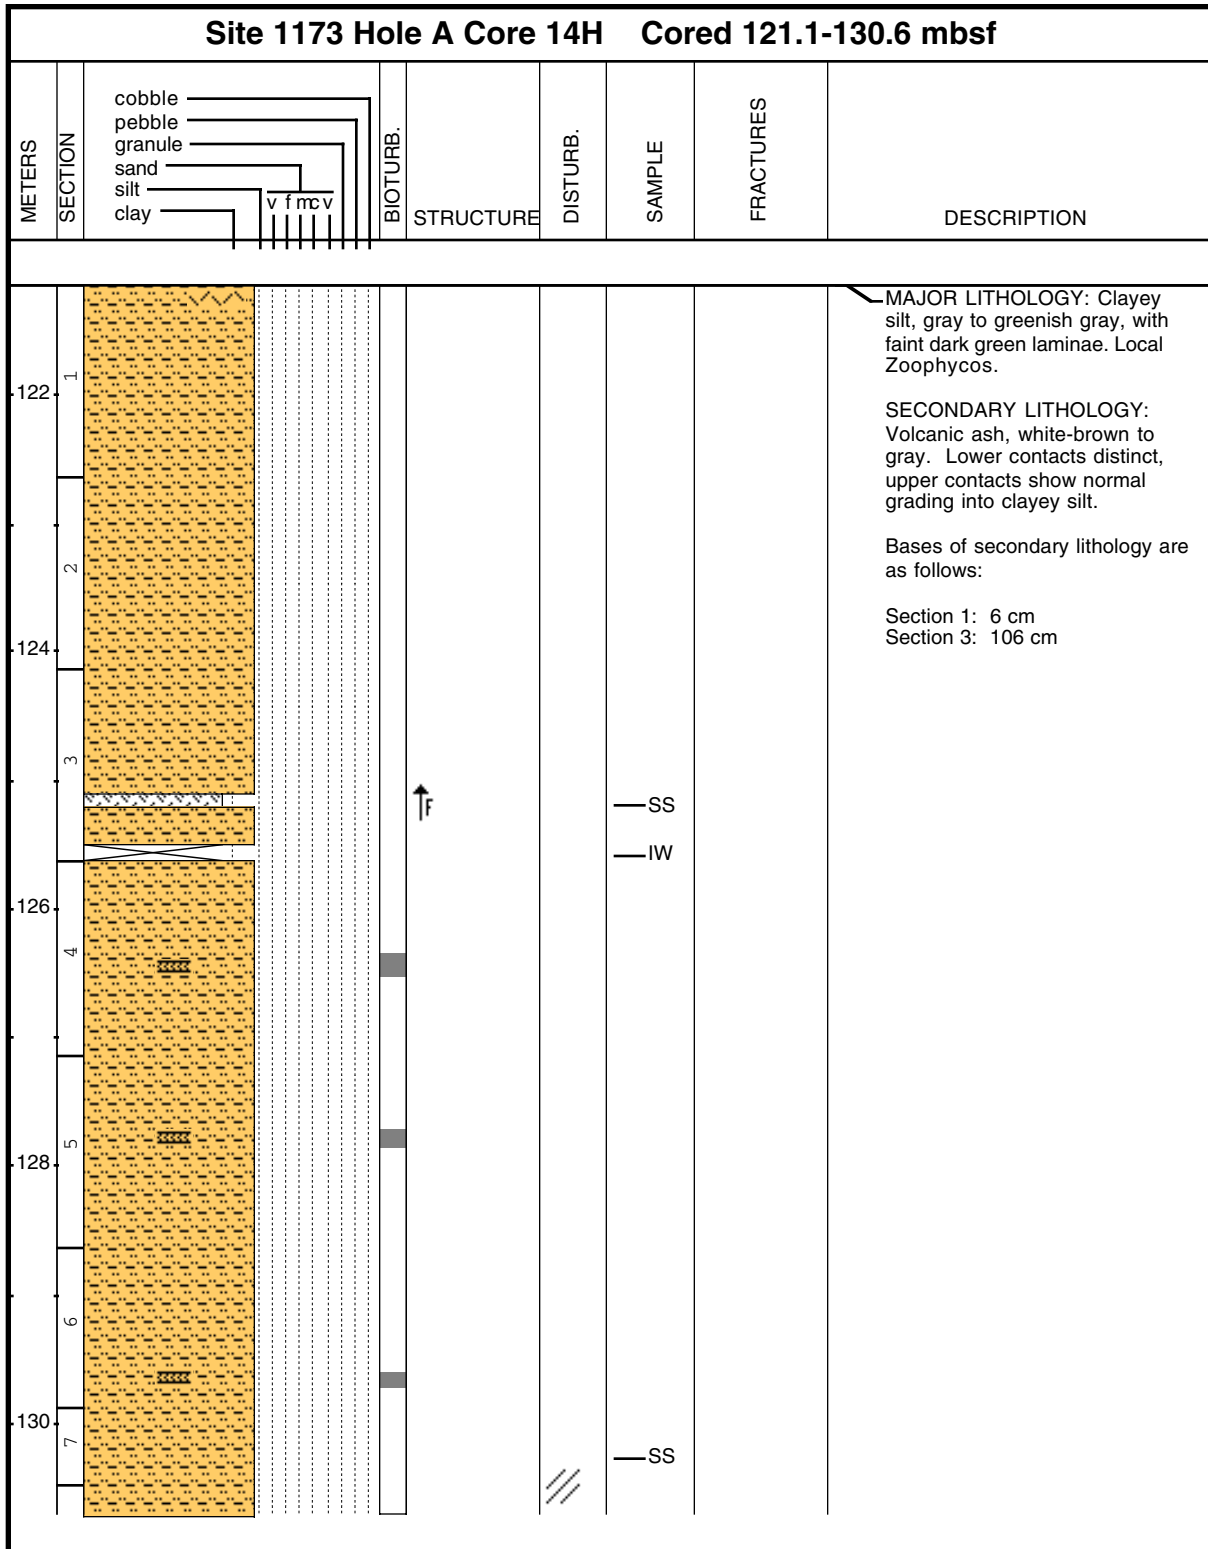 Site 1173 Hole A Core 14H    Cored 121.1-130.6 mbsf
METERS
SECTION
cobble
pebble
granule
sand
silt
clay
v f m c v
BIOTURB.
STRUCTURE
DISTURB.
SAMPLE
FRACTURES
DESCRIPTION
MAJOR LITHOLOGY: Clayey
silt, gray to greenish gray, with
faint dark green laminae. Local
Zoophycos.
SECONDARY LITHOLOGY:
Volcanic ash, white-brown to
gray.  Lower contacts distinct,
upper contacts show normal
grading into clayey silt.
Bases of secondary lithology are
as follows:
Section 1:  6 cm
Section 3:  106 cm
1
122
2
124
3
F
SS
IW
126
4
5
128
6
130
7
SS